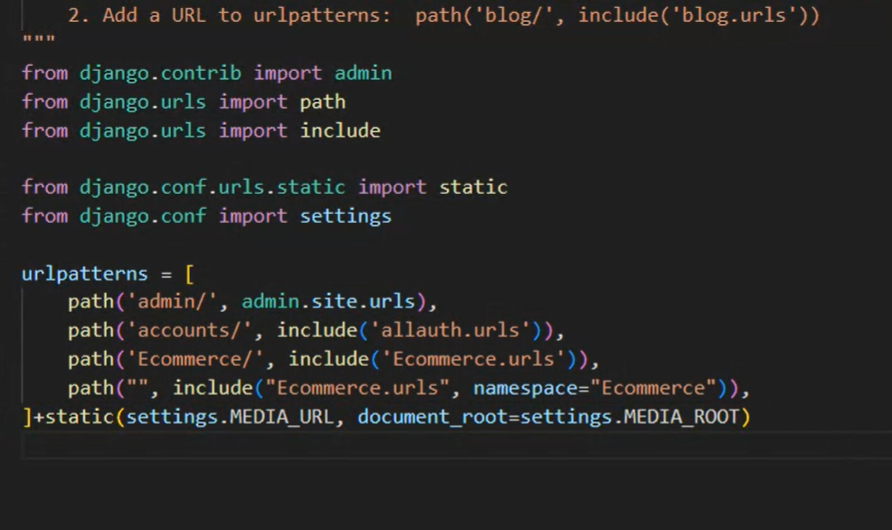 2. Add a URL to urlpatterns:  path('blog/', include('blog.urls'))
"""
from django.contrib import admin
from django.urls import path
from django.urls import include
from django.conf.urls.static import static
from django.conf import settings
urlpatterns = [
path('admin/', admin.site.urls),
path('accounts/', include('allauth.urls')),
path('Ecommerce/', include('Ecommerce.urls')),
path("", include("Ecommerce.urls", namespace="Ecommerce")),
]+static(settings.MEDIA_URL, document_root=settings.MEDIA_ROOT)